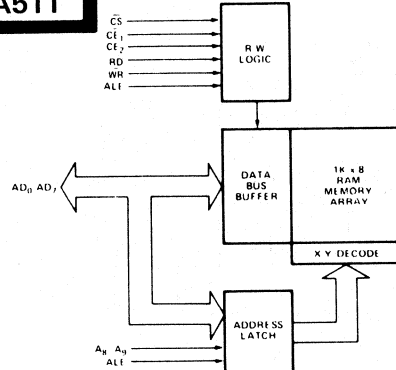 A511
CS
CE1
CE2
RD
WR
ALE
R W
LOGIC
DATA
BUS
BUFFER
1K x 8
RAM
MEMORY
ARRAY
X Y DECODE
AD0 AD7
ADDRESS
LATCH
A8 A9
ALE